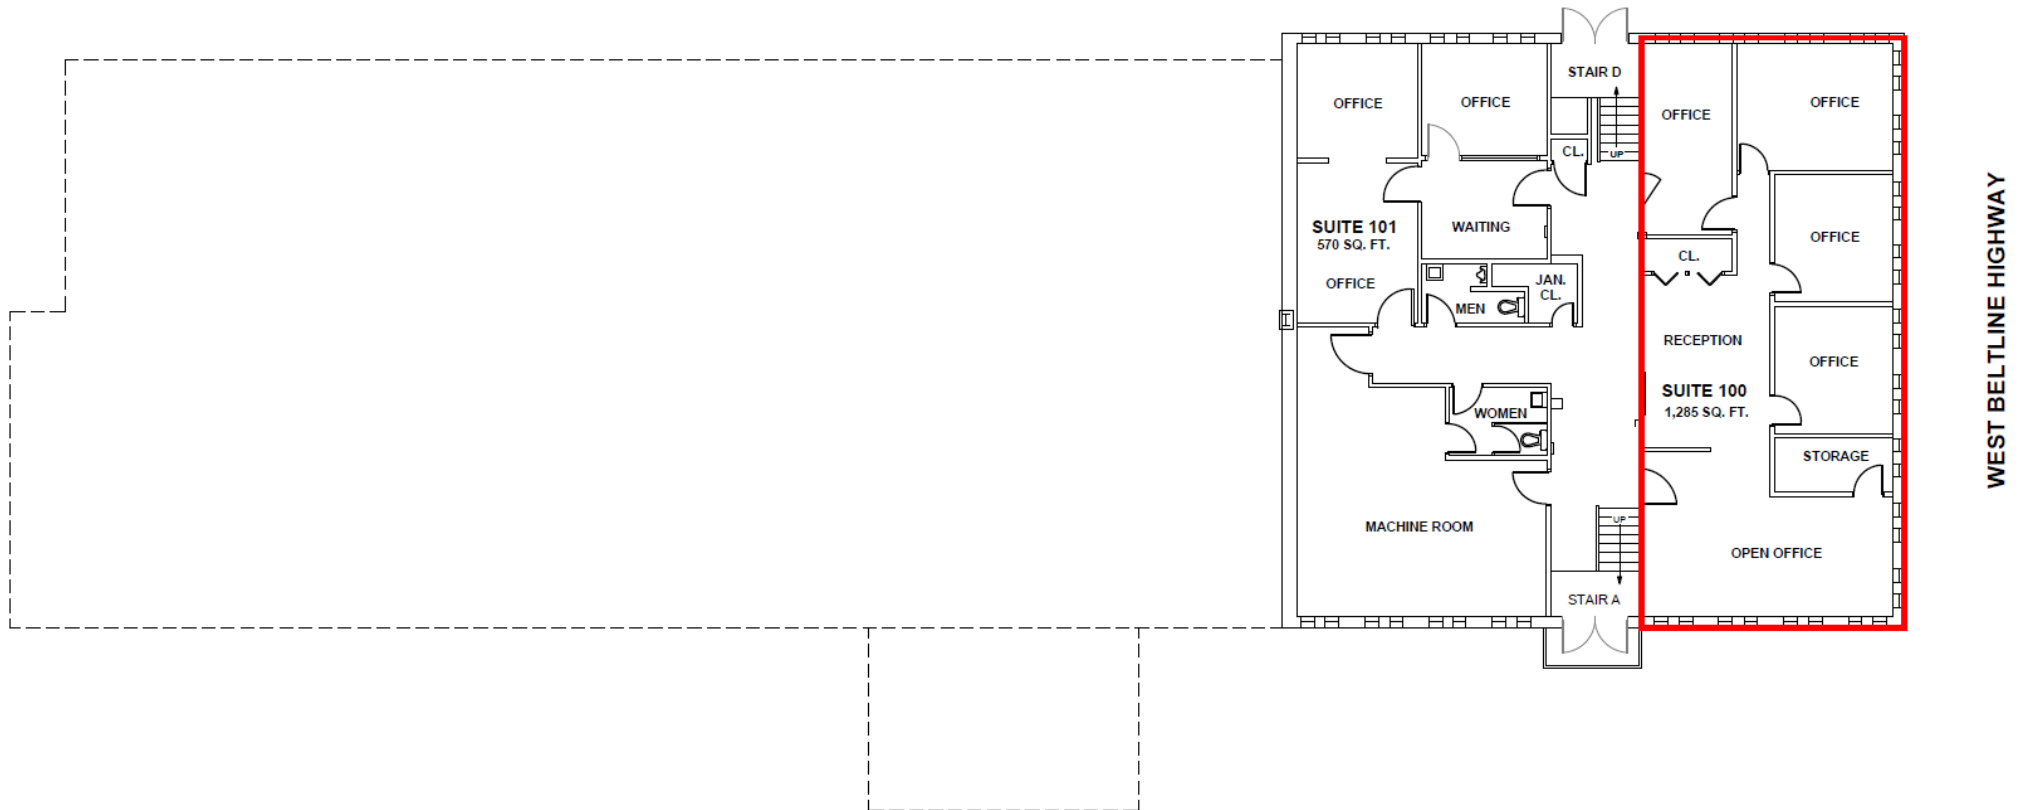 STAIR D
OFFICE
OFFICE
OFFICE
OFFICE
CL.
UP
SUITE 101
570 SQ. FT.
WAITING
OFFICE
CL.
OFFICE
MEN
JAN.
CL.
RECEPTION
OFFICE
SUITE 100
1,285 SQ. FT.
WOMEN
STORAGE
MACHINE ROOM
UP
OPEN OFFICE
STAIR A
WEST BELTLINE HIGHWAY